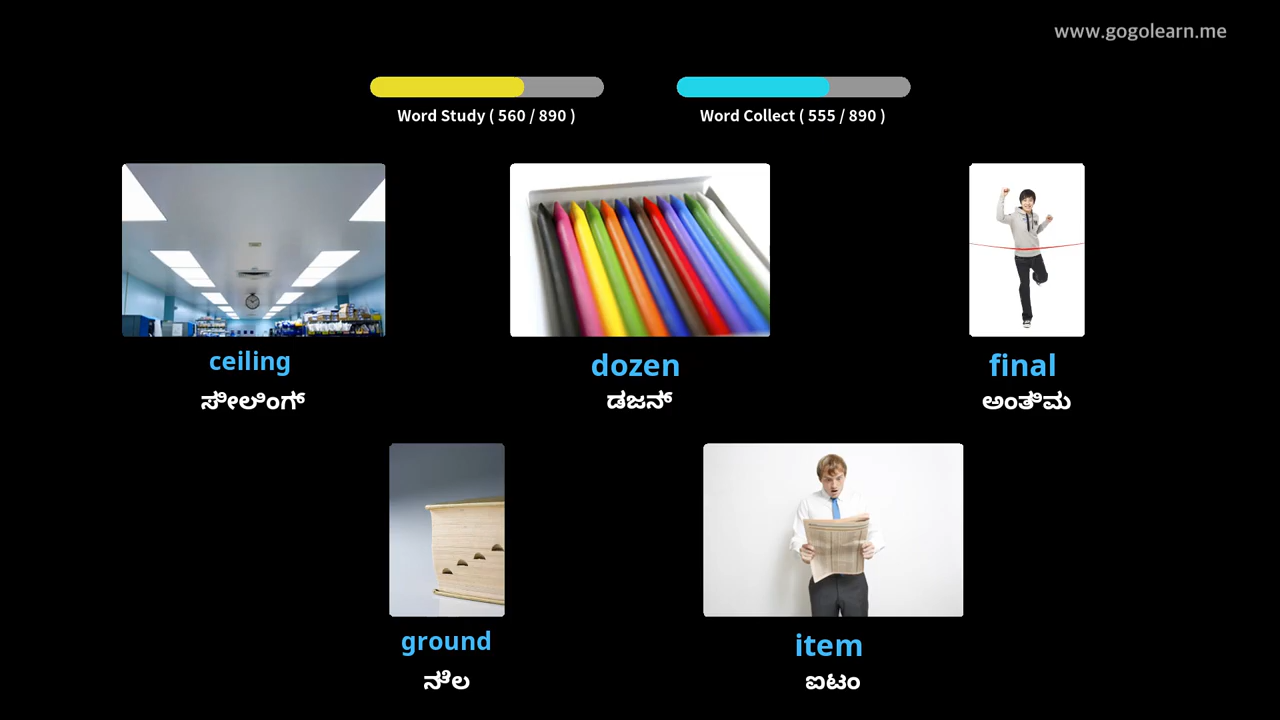 www.gogolearn.me
Word Study ( 560 / 890 )
Word Collect ( 555 / 890 )
ceiling
ಸೀಲಿಂಗ್
dozen
ಡಜನ್
final
ಅಂತಿಮ
ground
ನೆಲ
item
ಐಟಂ